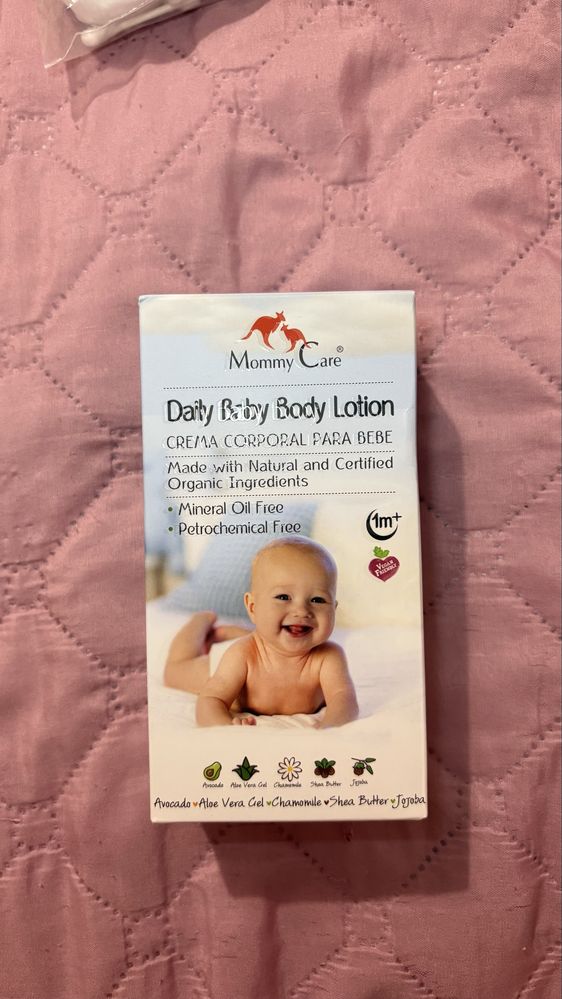 Mommy Care®
Daily Baby Body Lotion
CREMA CORPORAL PARA BEBE
Made with Natural and Certified
Organic Ingredients
• Mineral Oil Free
• Petrochemical Free
1m+
VEGAN
FRIENDLY
Avocado Aloe Vera Gel Chamomile Shea Butter Jojoba
Avocado ♥ Aloe Vera Gel ♥ Chamomile ♥ Shea Butter ♥ Jojoba